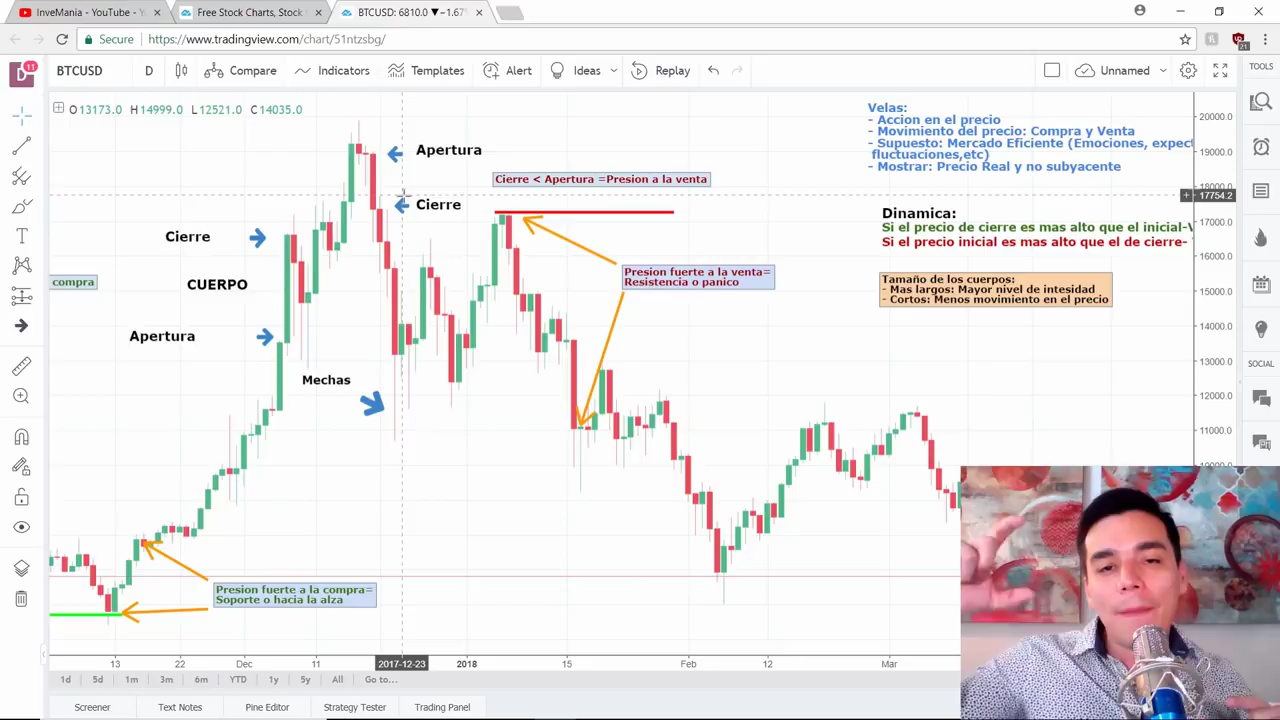 InveMania - YouTube - Y
Free Stock Charts, Stock
BTCUSD: 6810.0 ▼−1.67%
Secure
https://www.tradingview.com/chart/51ntzsbg/
11
BTCUSD
D
Compare
Indicators
Templates
Alert
Ideas
Replay
Unnamed
TOOLS
O13173.0 H14999.0 L12521.0 C14035.0
Velas:
- Accion en el precio
- Movimiento del precio: Compra y Venta
- Supuesto: Mercado Eficiente (Emociones, expect
fluctuaciones,etc)
- Mostrar: Precio Real y no subyacente
Apertura
Cierre < Apertura =Presion a la venta
Cierre
Dinamica:
Si el precio de cierre es mas alto que el inicial-V
Si el precio inicial es mas alto que el de cierre-
Cierre
CUERPO
compra
Presion fuerte a la venta=
Resistencia o panico
Tamaño de los cuerpos:
- Mas largos: Mayor nivel de intesidad
- Cortos: Menos movimiento en el precio
Apertura
Mechas
Presion fuerte a la compra=
Soporte o hacia la alza
20000.0
19000.0
18000.0
17754.2
17000.0
16000.0
15000.0
14000.0
13000.0
12000.0
11000.0
10000.0
SOCIAL
13
22
Dec
11
2017-12-23
2018
15
Feb
12
Mar
1d
5d
1m
3m
6m
YTD
1y
5y
All
Go to...
Screener
Text Notes
Pine Editor
Strategy Tester
Trading Panel